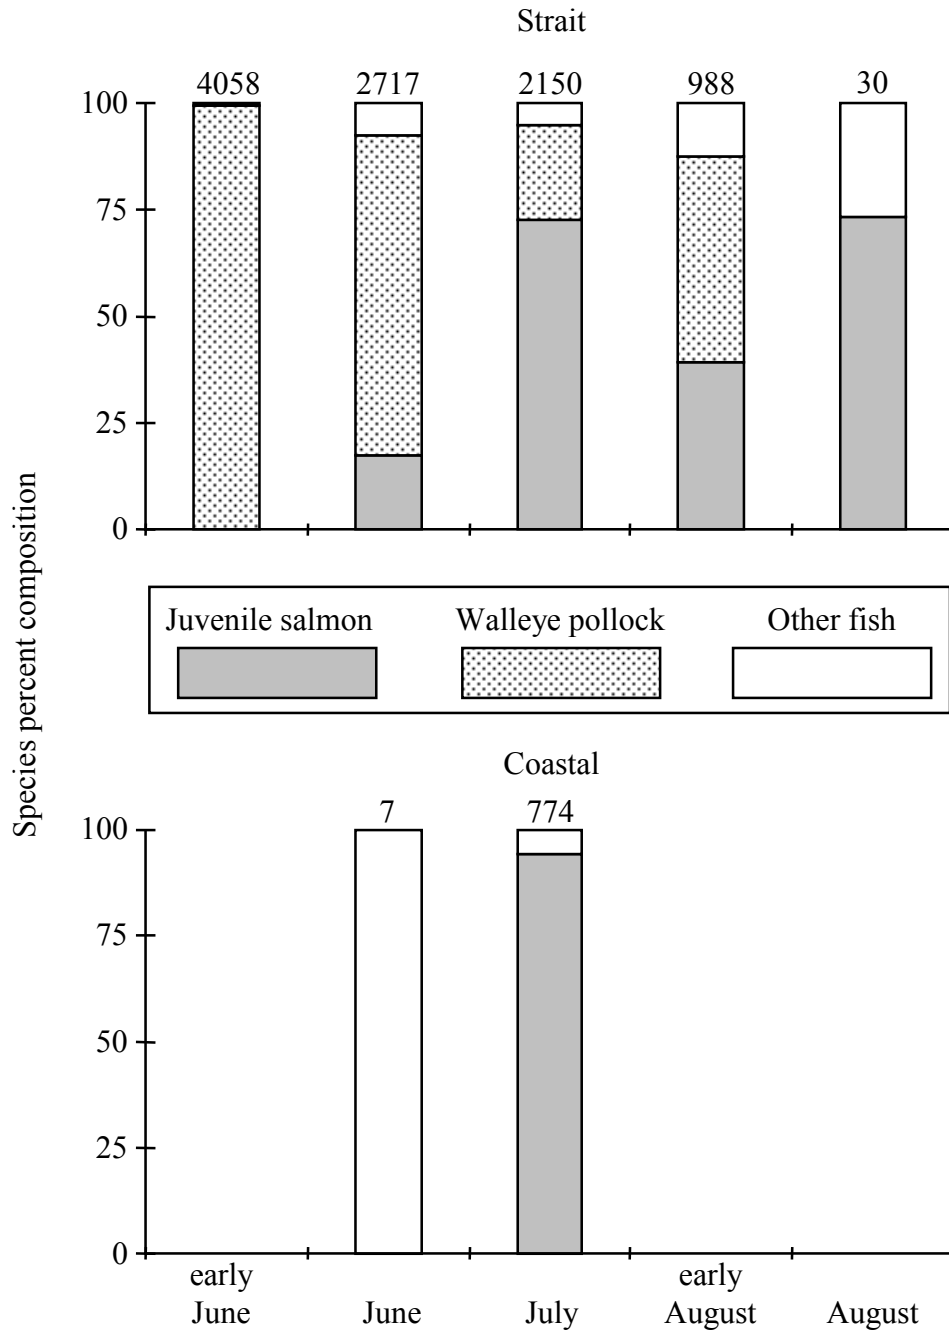 Strait
4058 2717 2150 988 30
100
75
50
25
0
Species percent composition
Juvenile salmon Walleye pollock Other fish
Coastal
7 774
100
75
50
25
0
early early
June June July August August